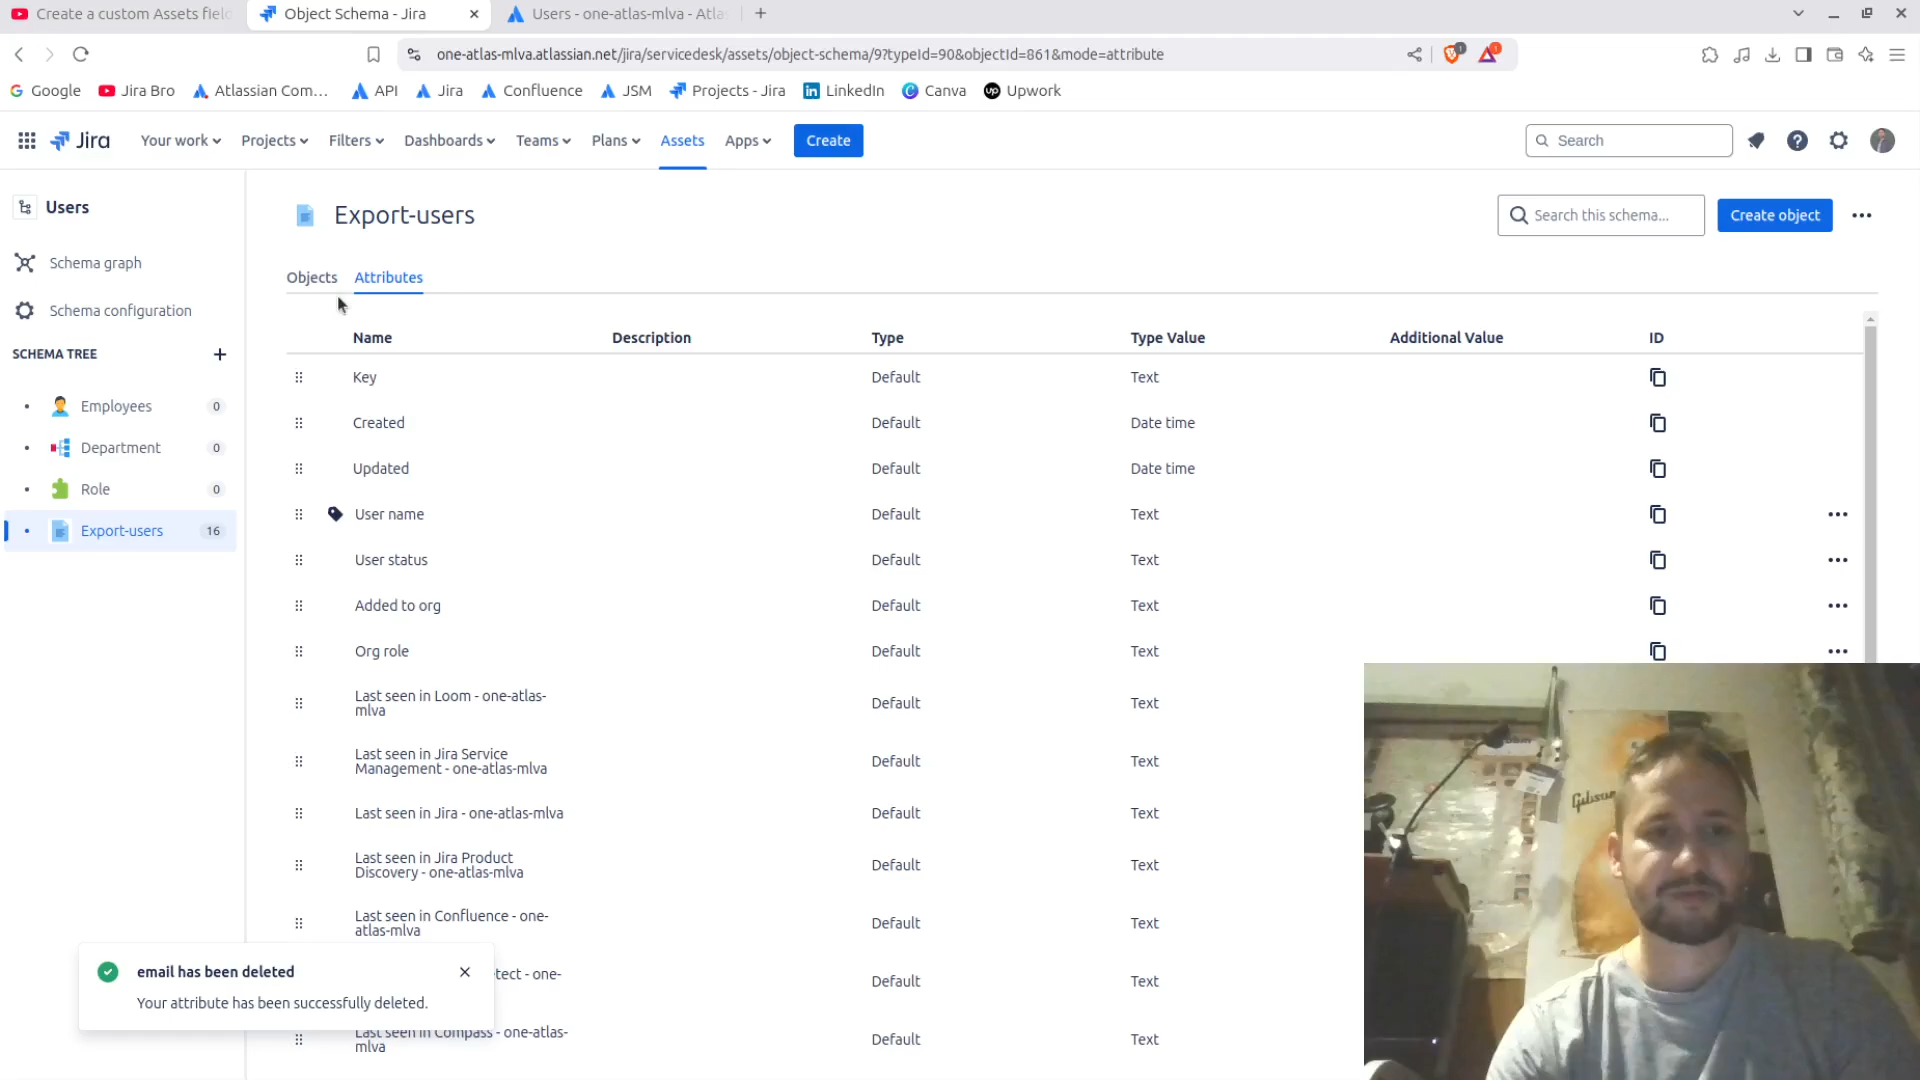 Create a custom Assets field
Object Schema - Jira
Users - one-atlas-mlva - Atla
one-atlas-mlva.atlassian.net/jira/servicedesk/assets/object-schema/9?typeId=90&objectId=861&mode=attribute
1
1
Google
Jira Bro
Atlassian Com...
API
Jira
Confluence
JSM
Projects - Jira
LinkedIn
Canva
Upwork
Jira
Your work
Projects
Filters
Dashboards
Teams
Plans
Assets
Apps
Create
Search
Users
Schema graph
Schema configuration
SCHEMA TREE
Employees 0
Department 0
Role 0
Export-users 16
Export-users
Search this schema...
Create object
Objects Attributes
Name Description Type Type Value Additional Value ID
Key Default Text
Created Default Date time
Updated Default Date time
User name Default Text
User status Default Text
Added to org Default Text
Org role Default Text
Last seen in Loom - one-atlas-
mlva Default Text
Last seen in Jira Service
Management - one-atlas-mlva Default Text
Last seen in Jira - one-atlas-mlva Default Text
Last seen in Jira Product
Discovery - one-atlas-mlva Default Text
Last seen in Confluence - one-
atlas-mlva Default Text
tect - one-
Default Text
Last seen in Compass - one-atlas-
mlva Default Text
email has been deleted
Your attribute has been successfully deleted.
Gibson